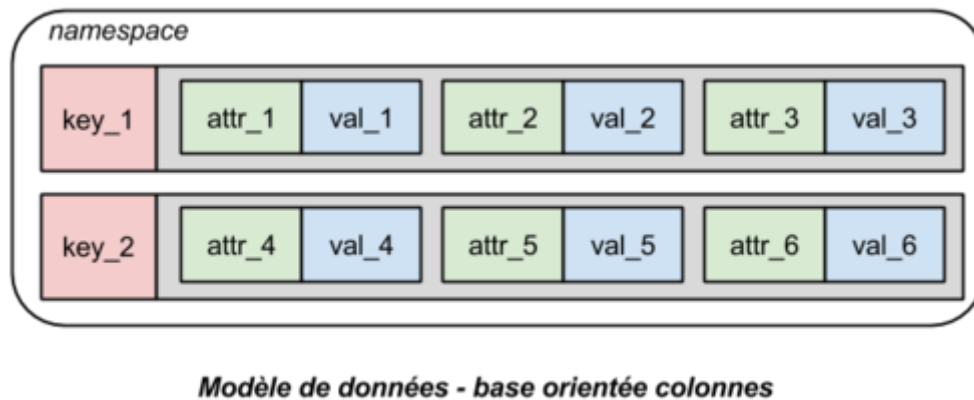 namespace
key_1 attr_1 val_1 attr_2 val_2 attr_3 val_3
key_2 attr_4 val_4 attr_5 val_5 attr_6 val_6
Modèle de données - base orientée colonnes